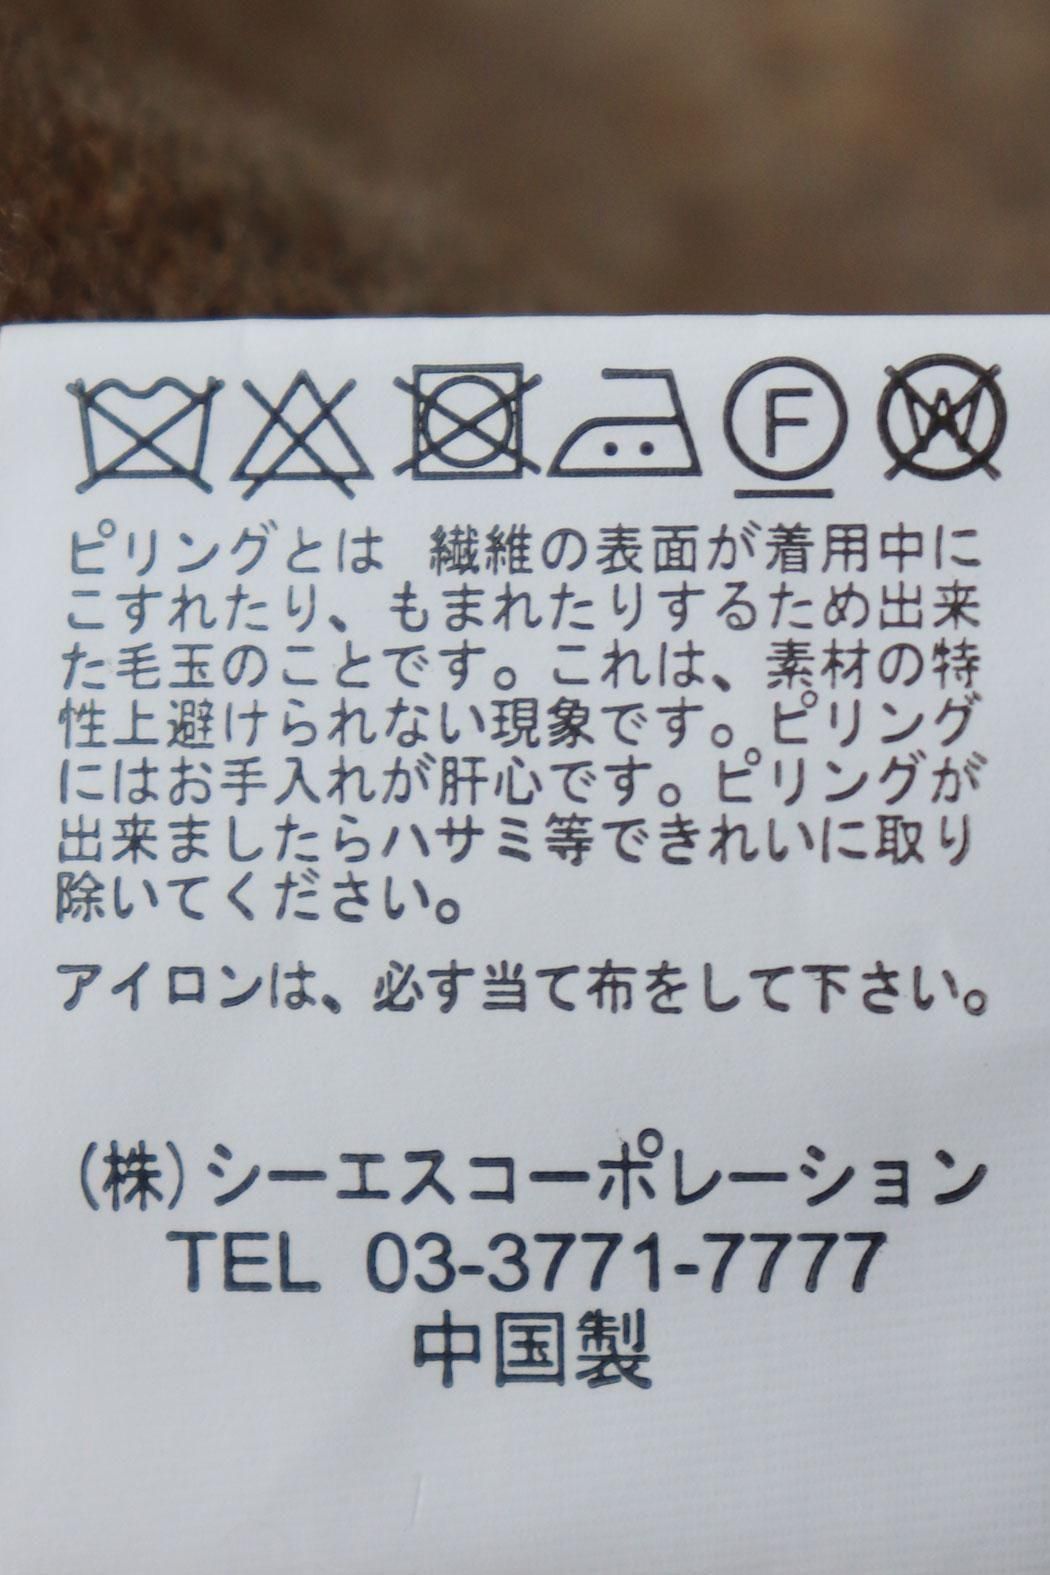 F W
ピリングとは 繊維の表面が着用中に
こすれたり、もまれたりするため出来
た毛玉のことです。これは、素材の特
性上避けられない現象です。ピリング
にはお手入れが肝心です。ピリングが
出来ましたらハサミ等できれいに取り
除いてください。
アイロンは、必す当て布をして下さい。
(株)シーエスコーポレーション
TEL 03-3771-7777
中国製